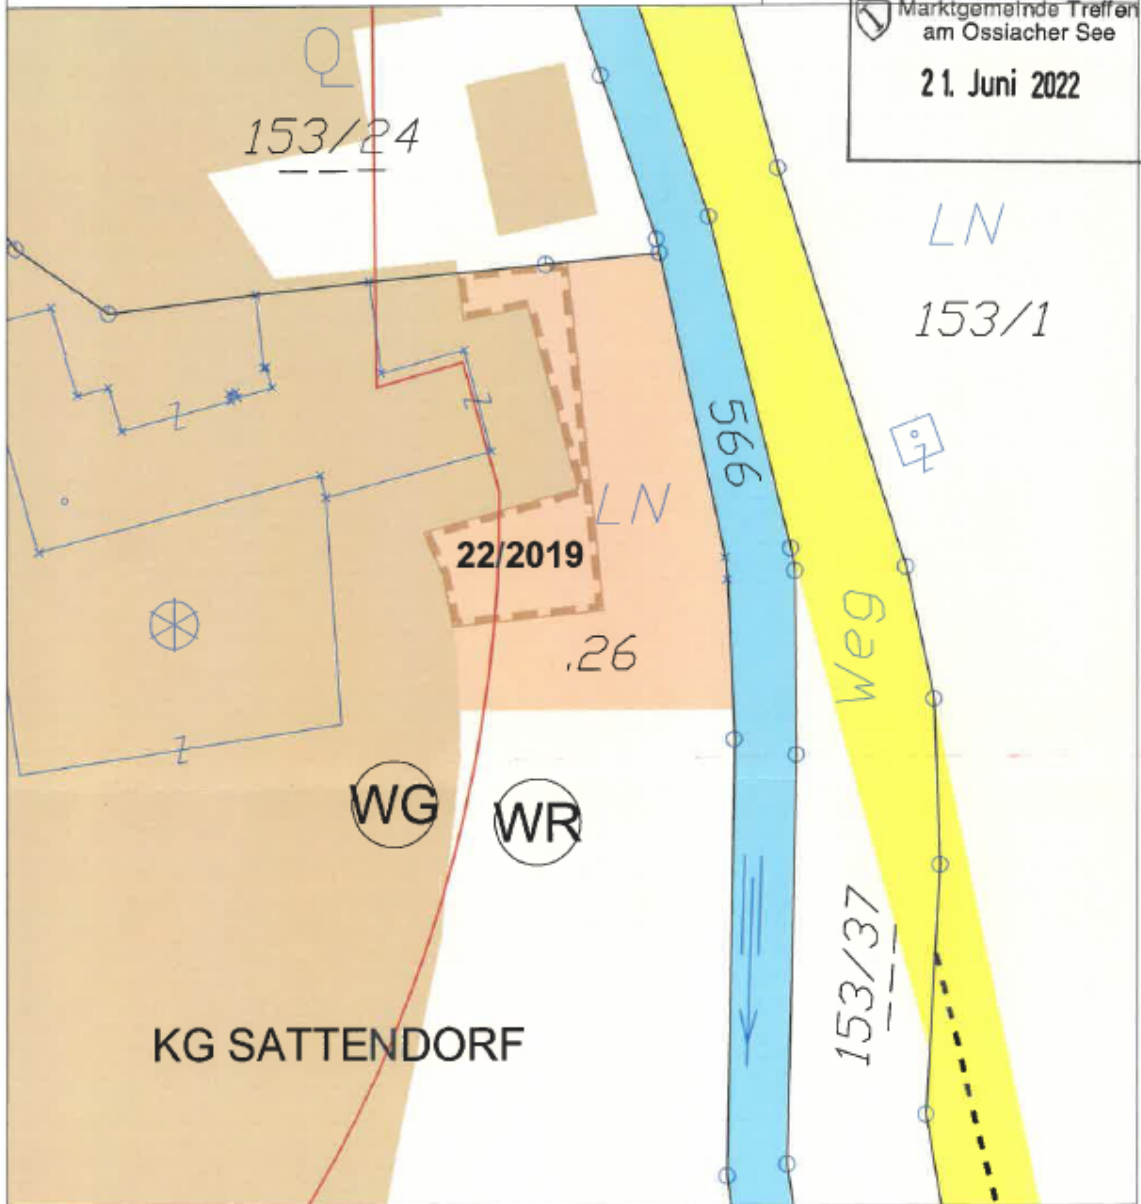 Marktgemeinde Treffen
am Ossiacher See
21. Juni 2022
153/24
LN
153/1
566
LN
22/2019
Weg
.26
WG
WR
153/37
KG SATTENDORF